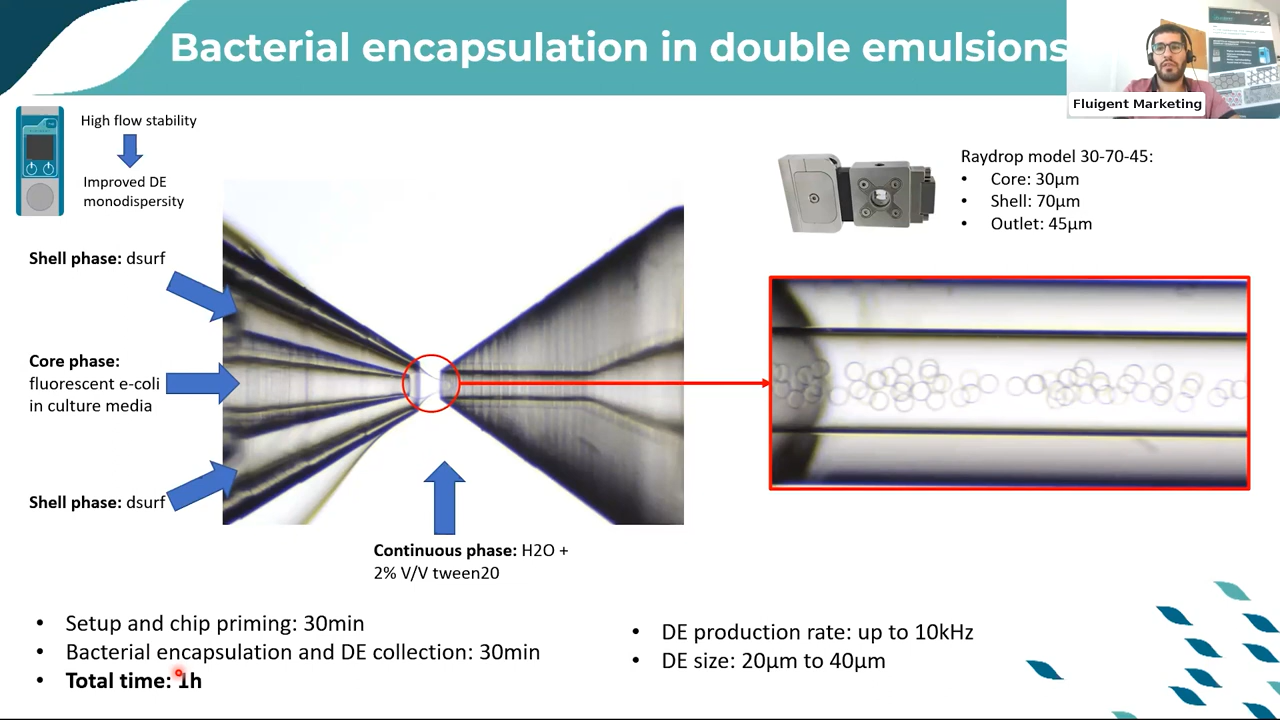 Bacterial encapsulation in double emulsions
Fluigent Marketing
High flow stability
Improved DE
monodispersity
Raydrop model 30-70-45:
• Core: 30µm
• Shell: 70µm
• Outlet: 45µm
Shell phase: dsurf
Core phase:
fluorescent e-coli
in culture media
Shell phase: dsurf
Continuous phase: H2O +
2% V/V tween20
• Setup and chip priming: 30min
• Bacterial encapsulation and DE collection: 30min
• Total time: 1h
• DE production rate: up to 10kHz
• DE size: 20µm to 40µm